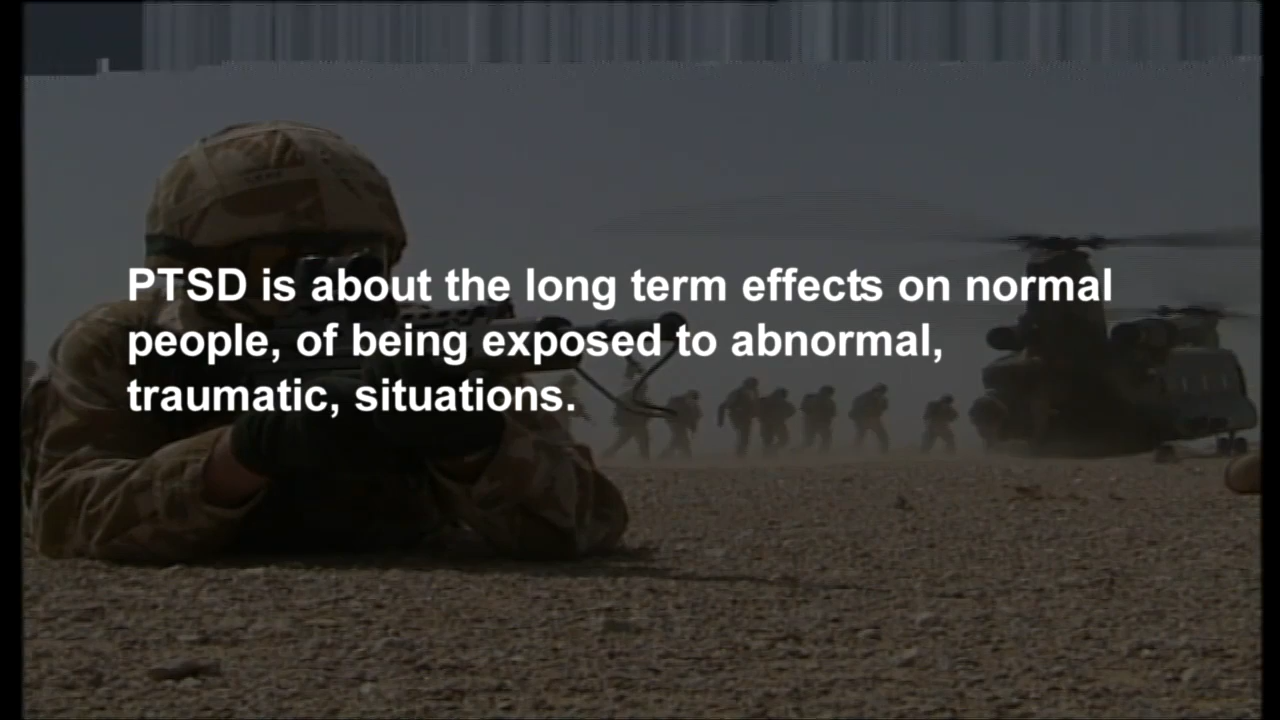 PTSD is about the long term effects on normal
people, of being exposed to abnormal,
traumatic, situations.